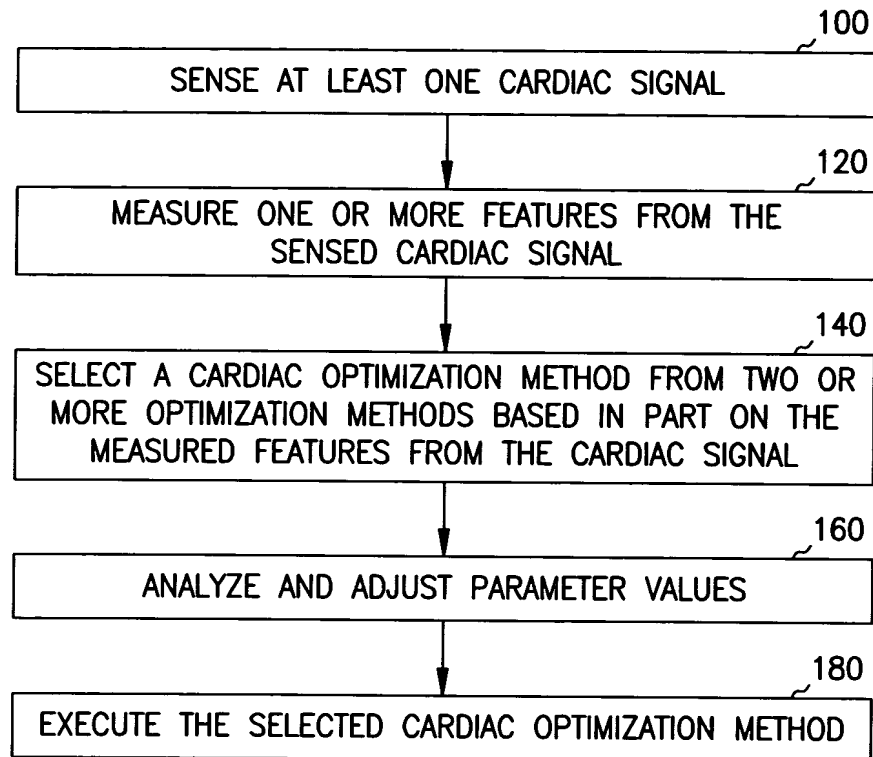 100
SENSE AT LEAST ONE CARDIAC SIGNAL
120
MEASURE ONE OR MORE FEATURES FROM THE
SENSED CARDIAC SIGNAL
140
SELECT A CARDIAC OPTIMIZATION METHOD FROM TWO OR
MORE OPTIMIZATION METHODS BASED IN PART ON THE
MEASURED FEATURES FROM THE CARDIAC SIGNAL
160
ANALYZE AND ADJUST PARAMETER VALUES
180
EXECUTE THE SELECTED CARDIAC OPTIMIZATION METHOD